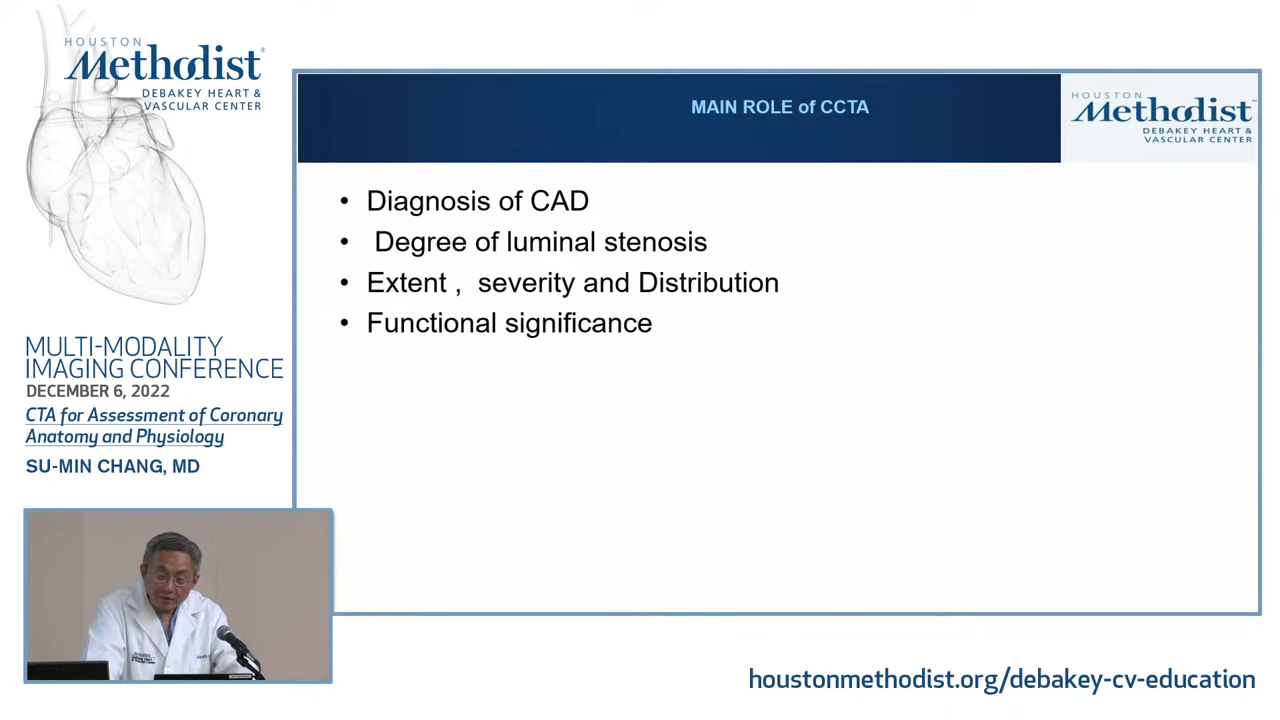 HOUSTON
Methodist®
DEBAKEY HEART &
VASCULAR CENTER
MULTI-MODALITY
IMAGING CONFERENCE
DECEMBER 6, 2022
CTA for Assessment of Coronary
Anatomy and Physiology
SU-MIN CHANG, MD
MAIN ROLE of CCTA
HOUSTON
Methodist
DEBAKEY HEART &
VASCULAR CENTER
• Diagnosis of CAD
• Degree of luminal stenosis
• Extent , severity and Distribution
• Functional significance
houstonmethodist.org/debakey-cv-education